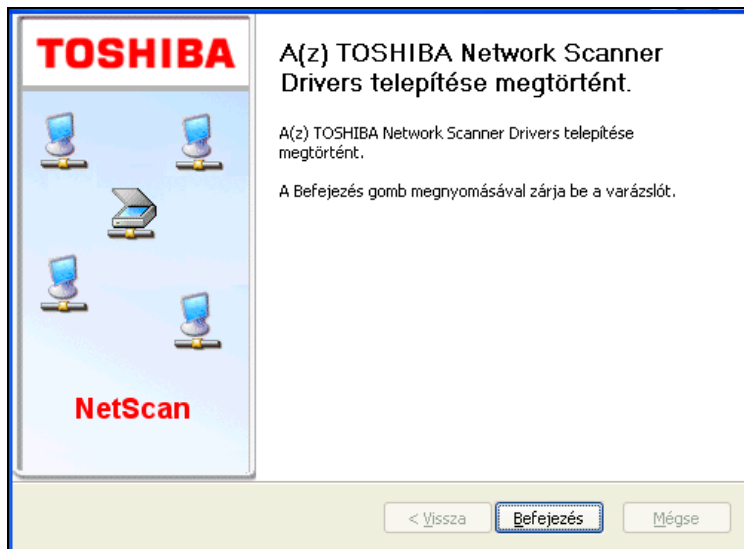 TOSHIBA
NetScan
A(z) TOSHIBA Network Scanner
Drivers telepítése megtörtént.
A(z) TOSHIBA Network Scanner Drivers telepítése
megtörtént.
A Befejezés gomb megnyomásával zárja be a varázslót.
< Vissza
Befejezés
Mégse